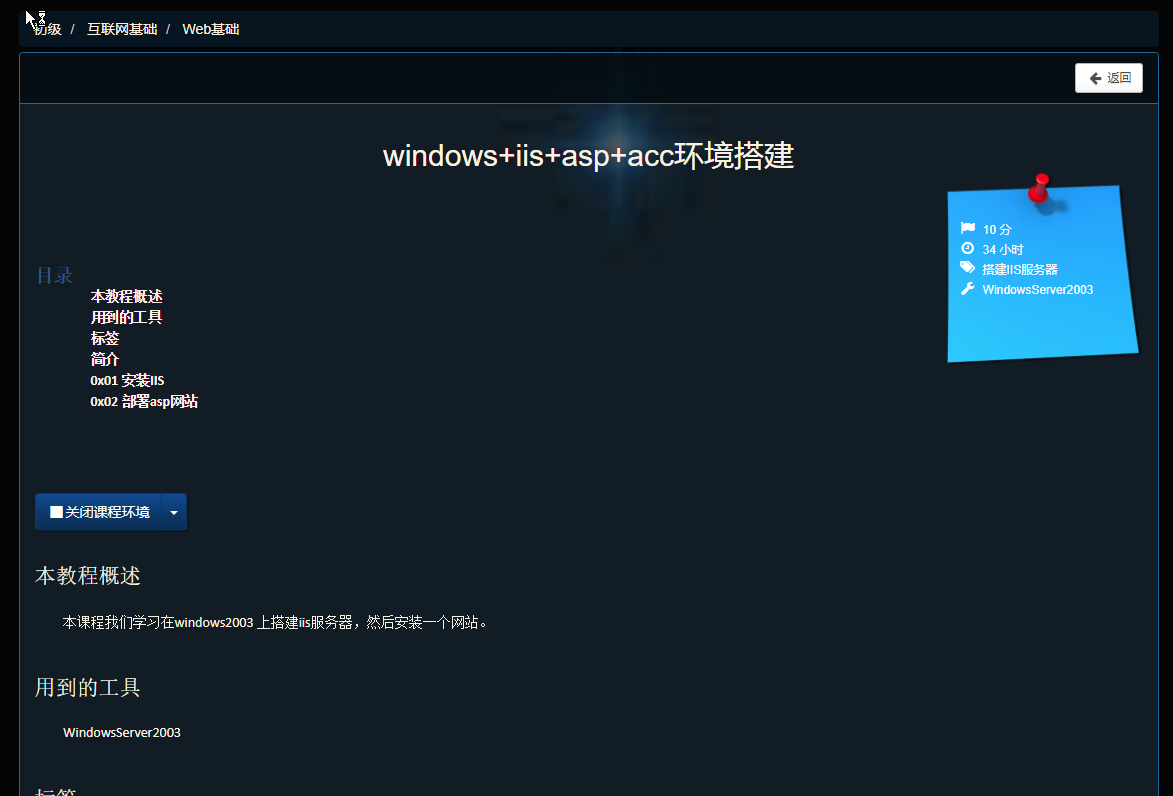 初级 / 互联网基础 / Web基础
返回
windows+iis+asp+acc环境搭建
10 分
34 小时
搭建IIS服务器
WindowsServer2003
目录
本教程概述
用到的工具
标签
简介
0x01 安装IIS
0x02 部署asp网站
关闭课程环境
本教程概述
本课程我们学习在windows2003 上搭建iis服务器，然后安装一个网站。
用到的工具
WindowsServer2003
标签